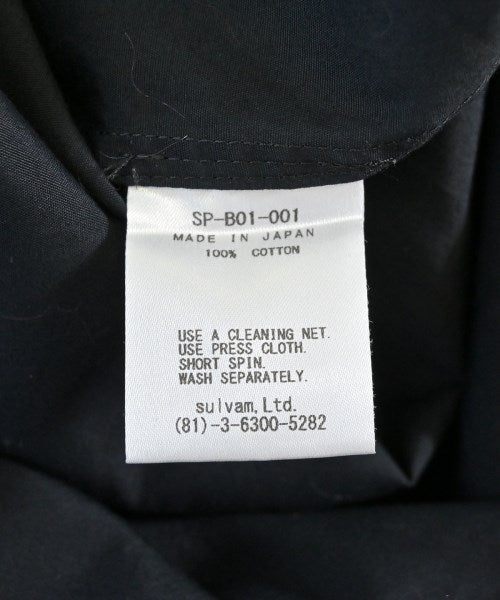 SP-B01-001
MADE IN JAPAN
100% COTTON
USE A CLEANING NET.
USE PRESS CLOTH.
SHORT SPIN.
WASH SEPARATELY.
sulvam,Ltd.
(81)-3-6300-5282